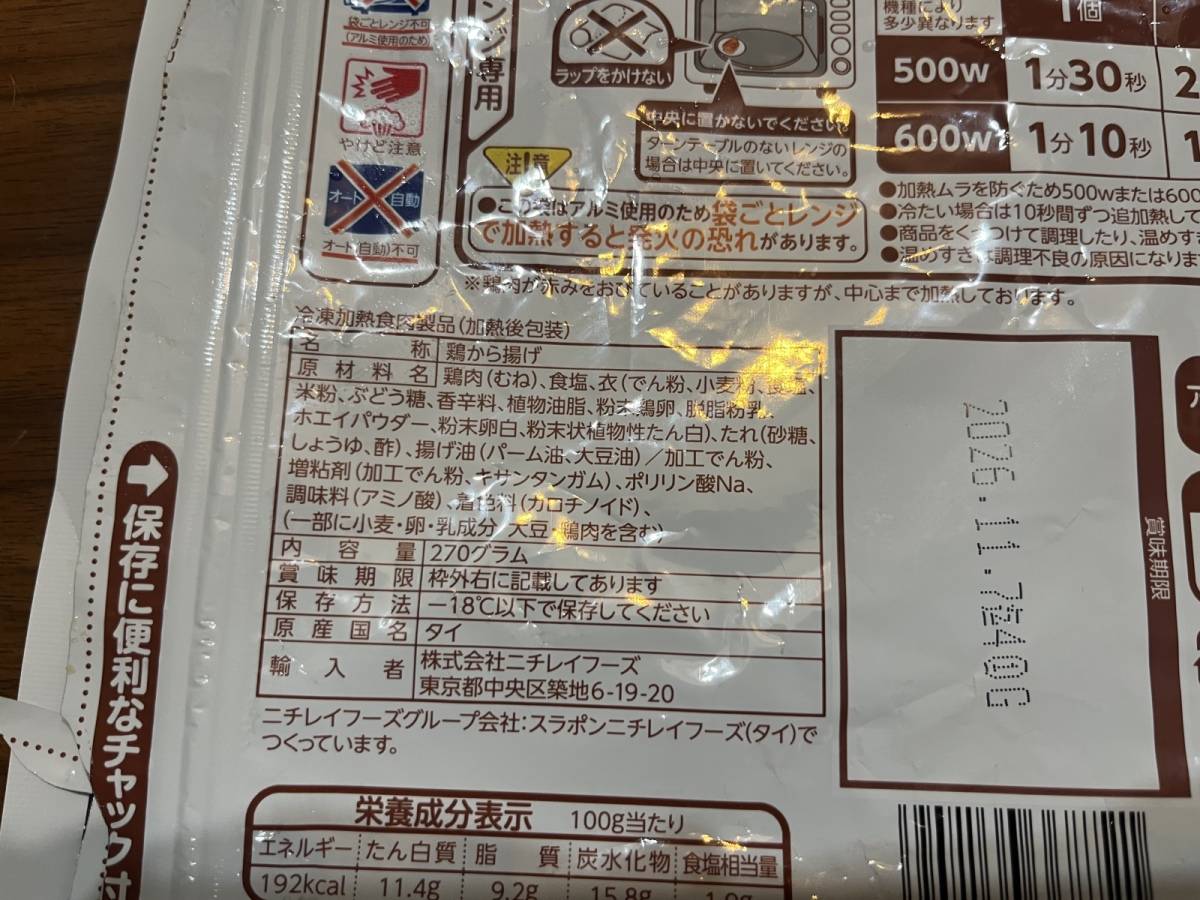 袋ごとレンジ不可
(アルミ使用のため)
やけど注意
オート 自動
オート(自動)不可
ンジ専用
ラップをかけない
中央に置かないでください。
ターンテーブルのないレンジの
場合は中央に置いてください。
注意
●この袋はアルミ使用のため袋ごとレンジ
で加熱すると発火の恐れがあります。
機種により
多少異なります
1個
500w 1分30秒 2
600w 1分10秒 1
●加熱ムラを防ぐため500wまたは600
●冷たい場合は10秒間ずつ追加加熱して
●商品をくっつけて調理したり、温めす
●温めすぎは調理不良の原因になりま
※鶏肉が赤みをおびていることがありますが、中心まで加熱しております。
冷凍加熱食肉製品(加熱後包装)
名称 鶏から揚げ
原材料名 鶏肉(むね)、食塩、衣(でん粉、小麦粉、食塩、
米粉、ぶどう糖、香辛料、植物油脂、粉末鶏卵、脱脂粉乳、
ホエイパウダー、粉末卵白、粉末状植物性たん白)、たれ(砂糖、
しょうゆ、酢)、揚げ油(パーム油、大豆油)/加工でん粉、
増粘剤(加工でん粉、キサンタンガム)、ポリリン酸Na、
調味料(アミノ酸)、着色料(カロチノイド)、
(一部に小麦・卵・乳成分・大豆・鶏肉を含む)
内容量 270グラム
賞味期限 枠外右に記載してあります
保存方法 −18℃以下で保存してください
原産国名 タイ
輸入者 株式会社ニチレイフーズ
東京都中央区築地6-19-20
ニチレイフーズグループ会社:スラポンニチレイフーズ(タイ)で
つくっています。
賞味期限
2026.11.7
保存に便利なチャック付
栄養成分表示 100g当たり
エネルギー たん白質 脂質 炭水化物 食塩相当量
192kcal 11.4g 9.2g 15.8g 1.9g